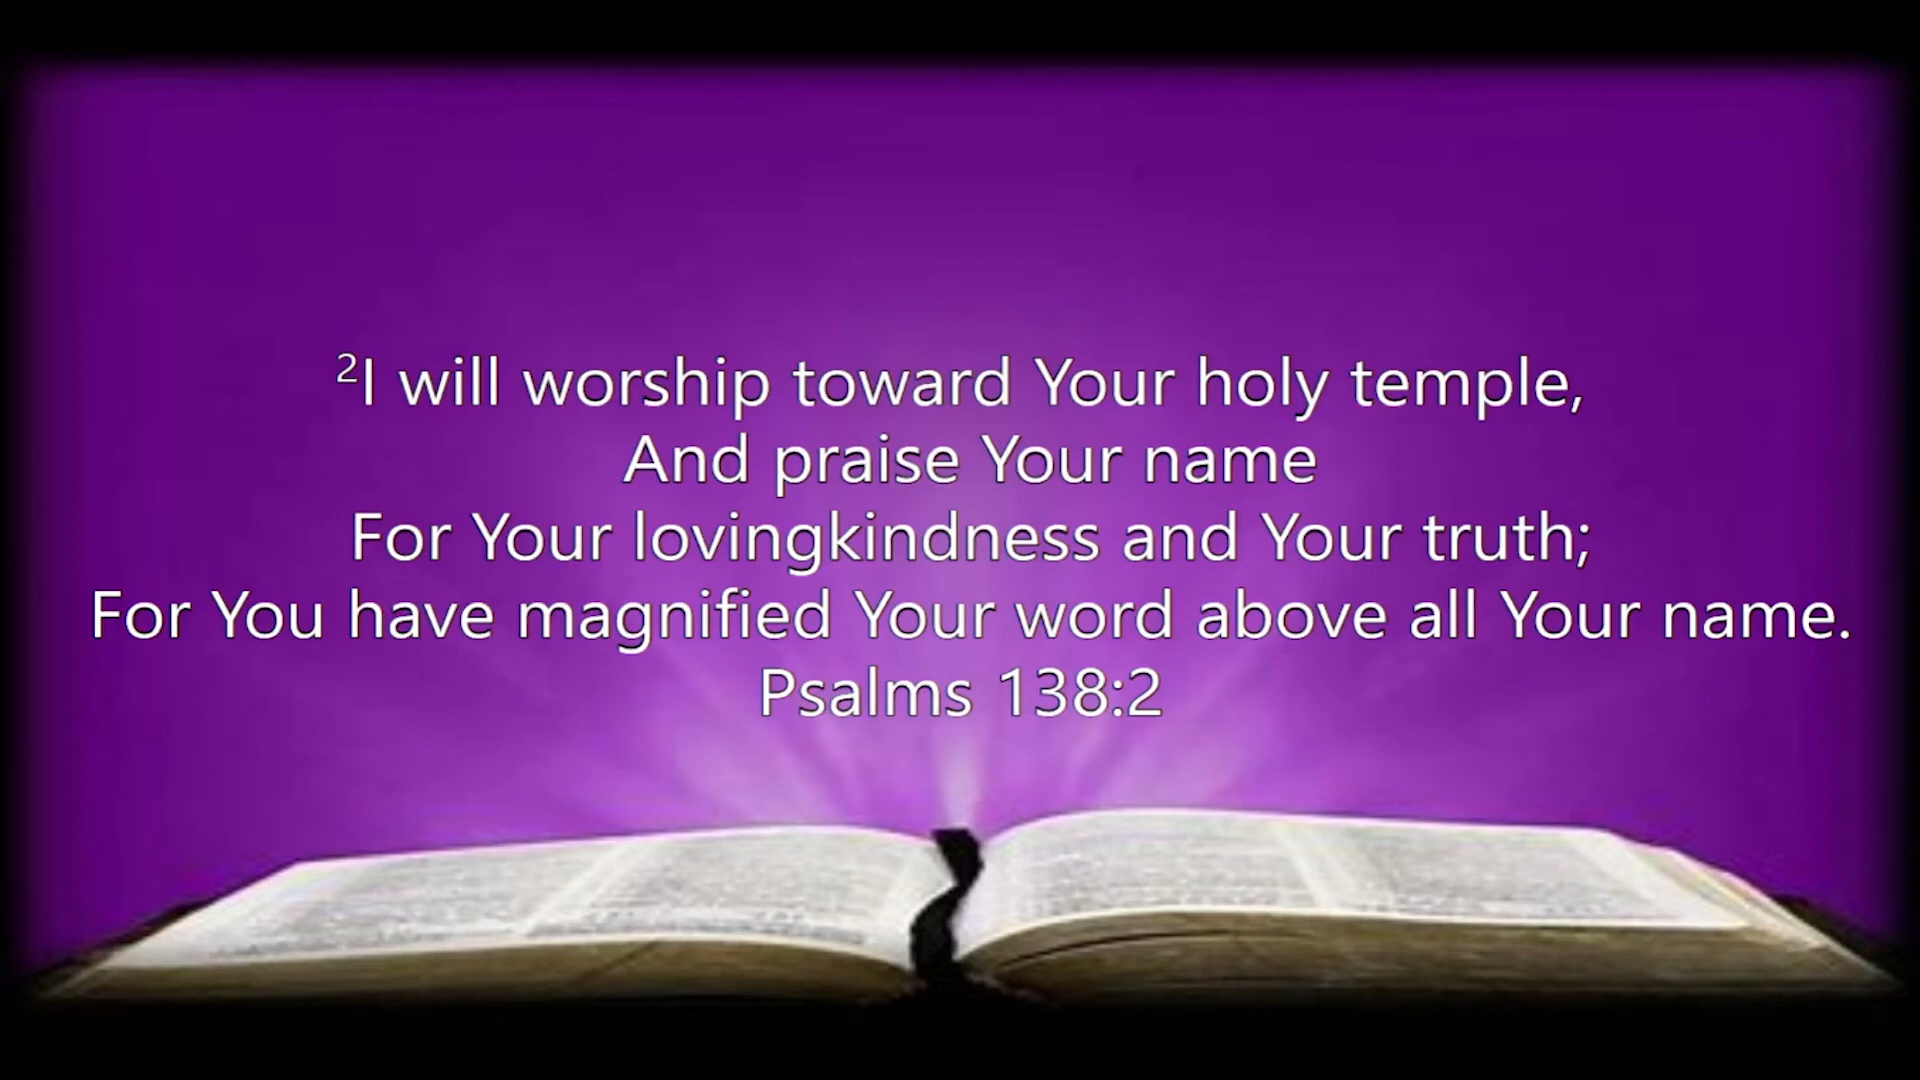 ²I will worship toward Your holy temple,
And praise Your name
For Your lovingkindness and Your truth;
For You have magnified Your word above all Your name.
Psalms 138:2